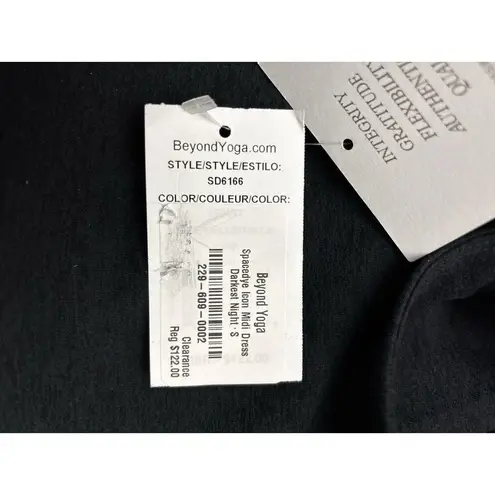 BeyondYoga.com
STYLE/STYLE/ESTILO:
SD6166
COLOR/COULEUR/COLOR:
Beyond Yoga
Spacedye Icon Midi Dress
Darkest Night : S
229-609-0002
Clearance
Reg $122.00
INTEGRITY
GRATITUDE
FLEXIBILITY